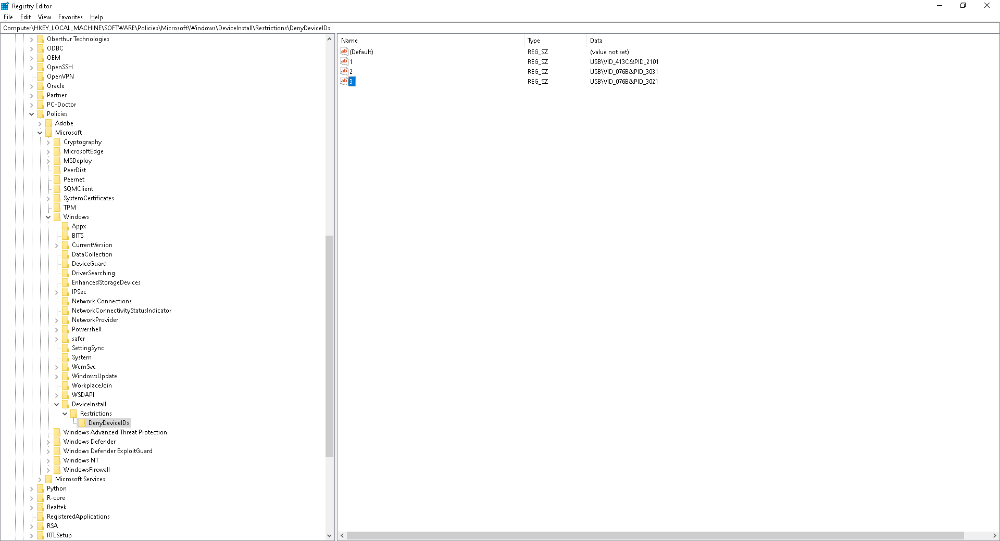 Registry Editor
File Edit View Favorites Help
Computer\HKEY_LOCAL_MACHINE\SOFTWARE\Policies\Microsoft\Windows\DeviceInstall\Restrictions\DenyDeviceIDs
Oberthur Technologies
ODBC
OEM
OpenSSH
OpenVPN
Oracle
Partner
PC-Doctor
Policies
Adobe
Microsoft
Cryptography
MicrosoftEdge
MSDeploy
PeerDist
Peernet
SQMClient
SystemCertificates
TPM
Windows
Appx
BITS
CurrentVersion
DataCollection
DeviceGuard
DriverSearching
EnhancedStorageDevices
IPSec
Network Connections
NetworkConnectivityStatusIndicator
NetworkProvider
Powershell
safer
SettingSync
System
WcmSvc
WindowsUpdate
WorkplaceJoin
WSDAPI
DeviceInstall
Restrictions
DenyDeviceIDs
Windows Advanced Threat Protection
Windows Defender
Windows Defender ExploitGuard
Windows NT
WindowsFirewall
Microsoft Services
Python
R-core
Realtek
RegisteredApplications
RSA
RTLSetup
Name Type Data
ab (Default) REG_SZ (value not set)
ab 1 REG_SZ USB\VID_413C&PID_2101
ab 2 REG_SZ USB\VID_076B&PID_3031
ab 3 REG_SZ USB\VID_076B&PID_3021